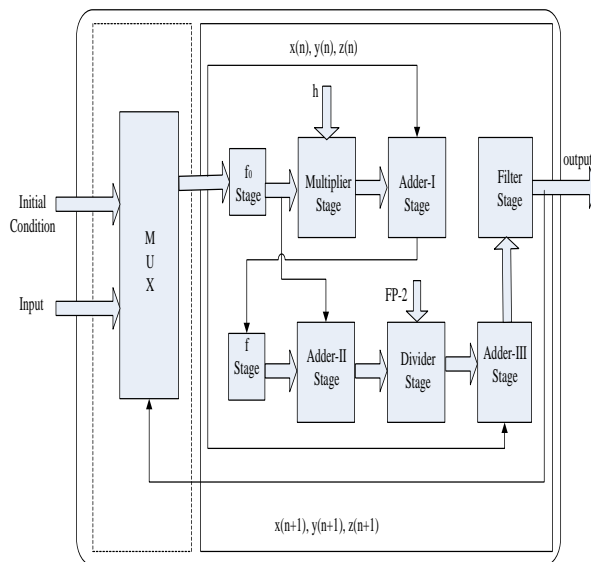 x(n), y(n), z(n)
h
output
f₀
Stage
Multiplier
Stage
Adder-I
Stage
Filter
Stage
Initial
Condition
M
U
X
Input
FP-2
f
Stage
Adder-II
Stage
Divider
Stage
Adder-III
Stage
x(n+1), y(n+1), z(n+1)